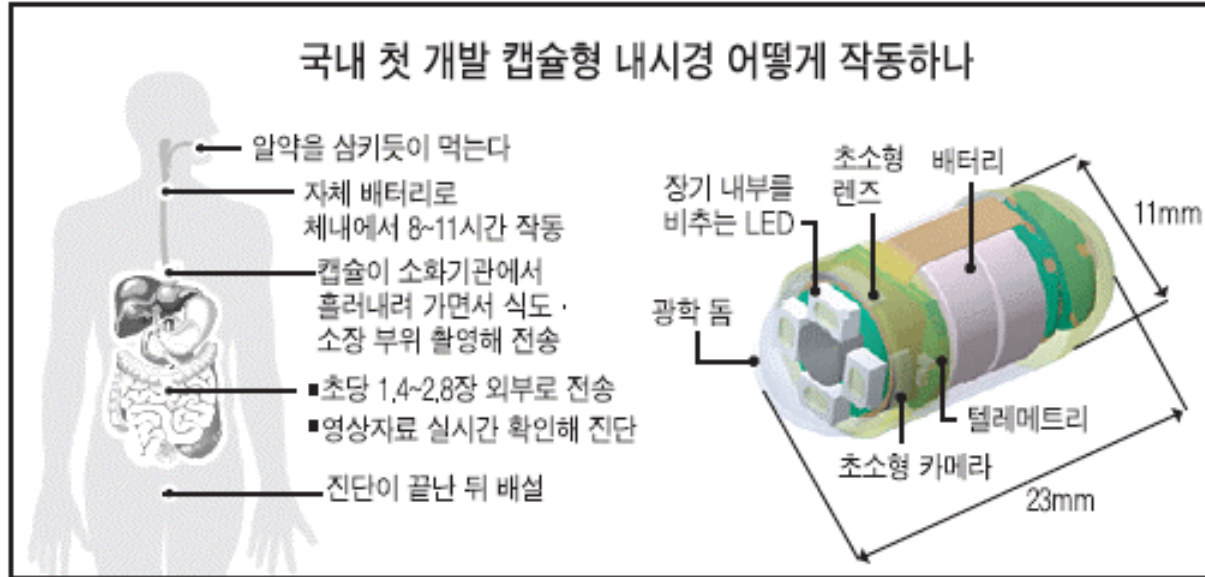 국내 첫 개발 캡슐형 내시경 어떻게 작동하나
알약을 삼키듯이 먹는다
자체 배터리로
체내에서 8~11시간 작동
캡슐이 소화기관에서
흘러내려 가면서 식도·
소장 부위 촬영해 전송
■초당 1,4~2,8장 외부로 전송
■영상자료 실시간 확인해 진단
진단이 끝난 뒤 배설
장기 내부를
비추는 LED
초소형
렌즈
배터리
11mm
광학 돔
텔레메트리
초소형 카메라
23mm